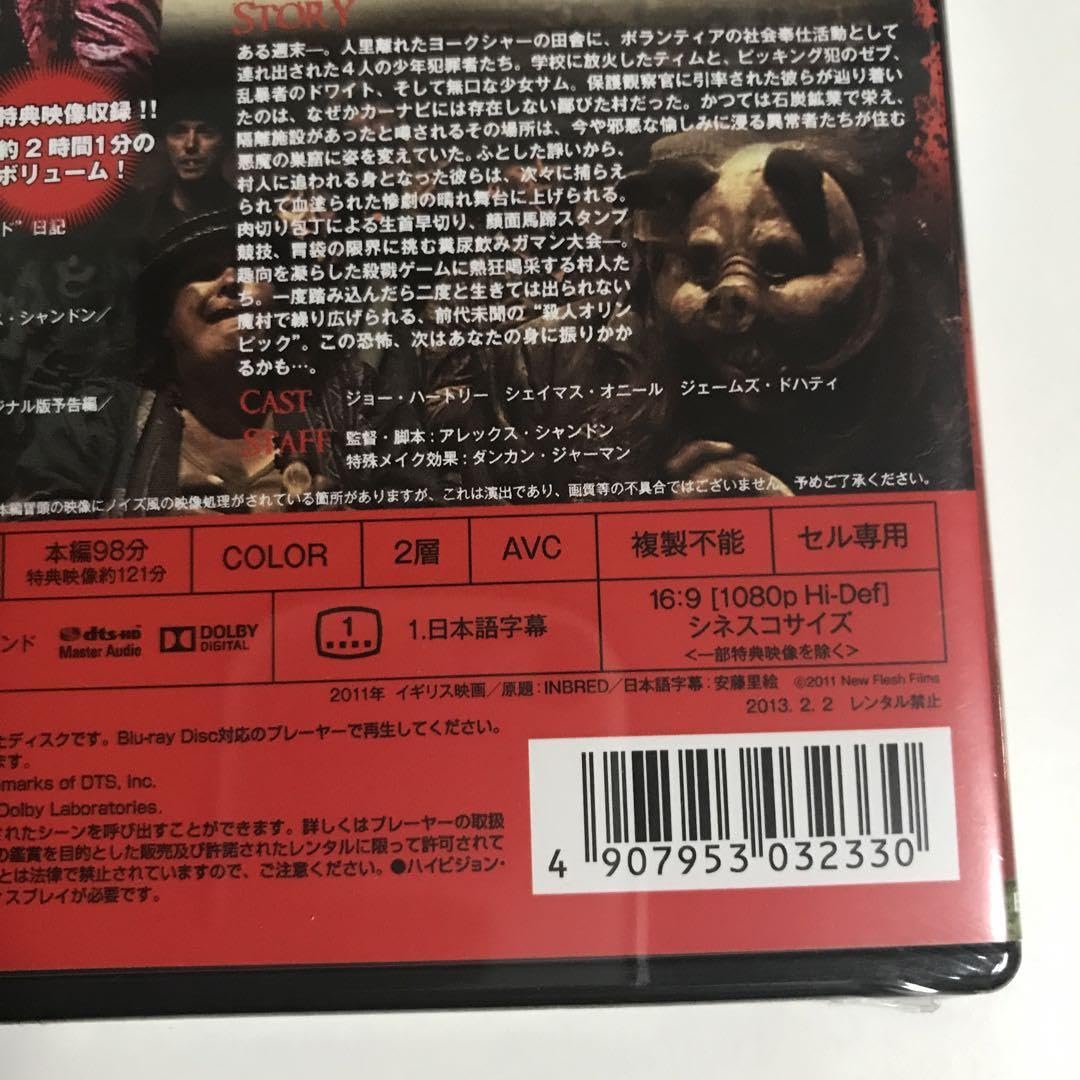 STORY
ある週末―。人里離れたヨークシャーの田舎に、ボランティアの社会奉仕活動として
連れ出された4人の少年犯罪者たち。学校に放火したティムと、ピッキング犯のゼブ、
乱暴者のドワイト、そして無口な少女サム。保護観察官に引率された彼らが辿り着い
たのは、なぜかカーナビには存在しない鄙びた村だった。かつては石炭鉱業で栄え、
隔離施設があったと噂されるその場所は、今や邪悪な愉しみに浸る異常者たちが住む
悪魔の巣窟に姿を変えていた。ふとした諍いから、
村人に追われる身となった彼らは、次々に捕らえ
られて血塗られた惨劇の晴れ舞台に上げられる。
肉切り包丁による生首早切り、顔面馬蹄スタンプ
競技、胃袋の限界に挑む糞尿飲みガマン大会―。
趣向を凝らした殺戮ゲームに熱狂喝采する村人た
ち。一度踏み込んだら二度と生きては出られない
魔村で繰り広げられる、前代未聞の“殺人オリン
ピック”。この恐怖、次はあなたの身に振りかか
るかも…。
特典映像収録!!
約2時間1分の
ボリューム!
ド”日記
ス・シャンドン/
ジナル版予告編/
CAST ジョー・ハートリー シェイマス・オニール ジェームズ・ドハティ
STAFF 監督・脚本:アレックス・シャンドン
特殊メイク効果:ダンカン・ジャーマン
本編冒頭の映像にノイズ風の映像処理がされている箇所がありますが、これは演出であり、画質等の不具合ではございません。予めご了承ください。
本編98分
特典映像約121分
COLOR
2層
AVC
複製不能
セル専用
ンド
dts-HD
Master Audio
DOLBY
DIGITAL
1
1.日本語字幕
16:9 [1080p Hi-Def]
シネスコサイズ
<一部特典映像を除く>
2011年 イギリス映画/原題:INBRED/日本語字幕:安藤里絵 ©2011 New Flesh Films
2013. 2. 2 レンタル禁止
たディスクです。Blu-ray Disc対応のプレーヤーで再生してください。
ます。
marks of DTS, Inc.
Dolby Laboratories.
されたシーンを呼び出すことができます。詳しくはプレーヤーの取扱
の鑑賞を目的とした販売及び許諾されたレンタルに限って許可されて
とは法律で禁止されていますので、ご注意ください。●ハイビジョン・
ィスプレイが必要です。
4 907953 032330